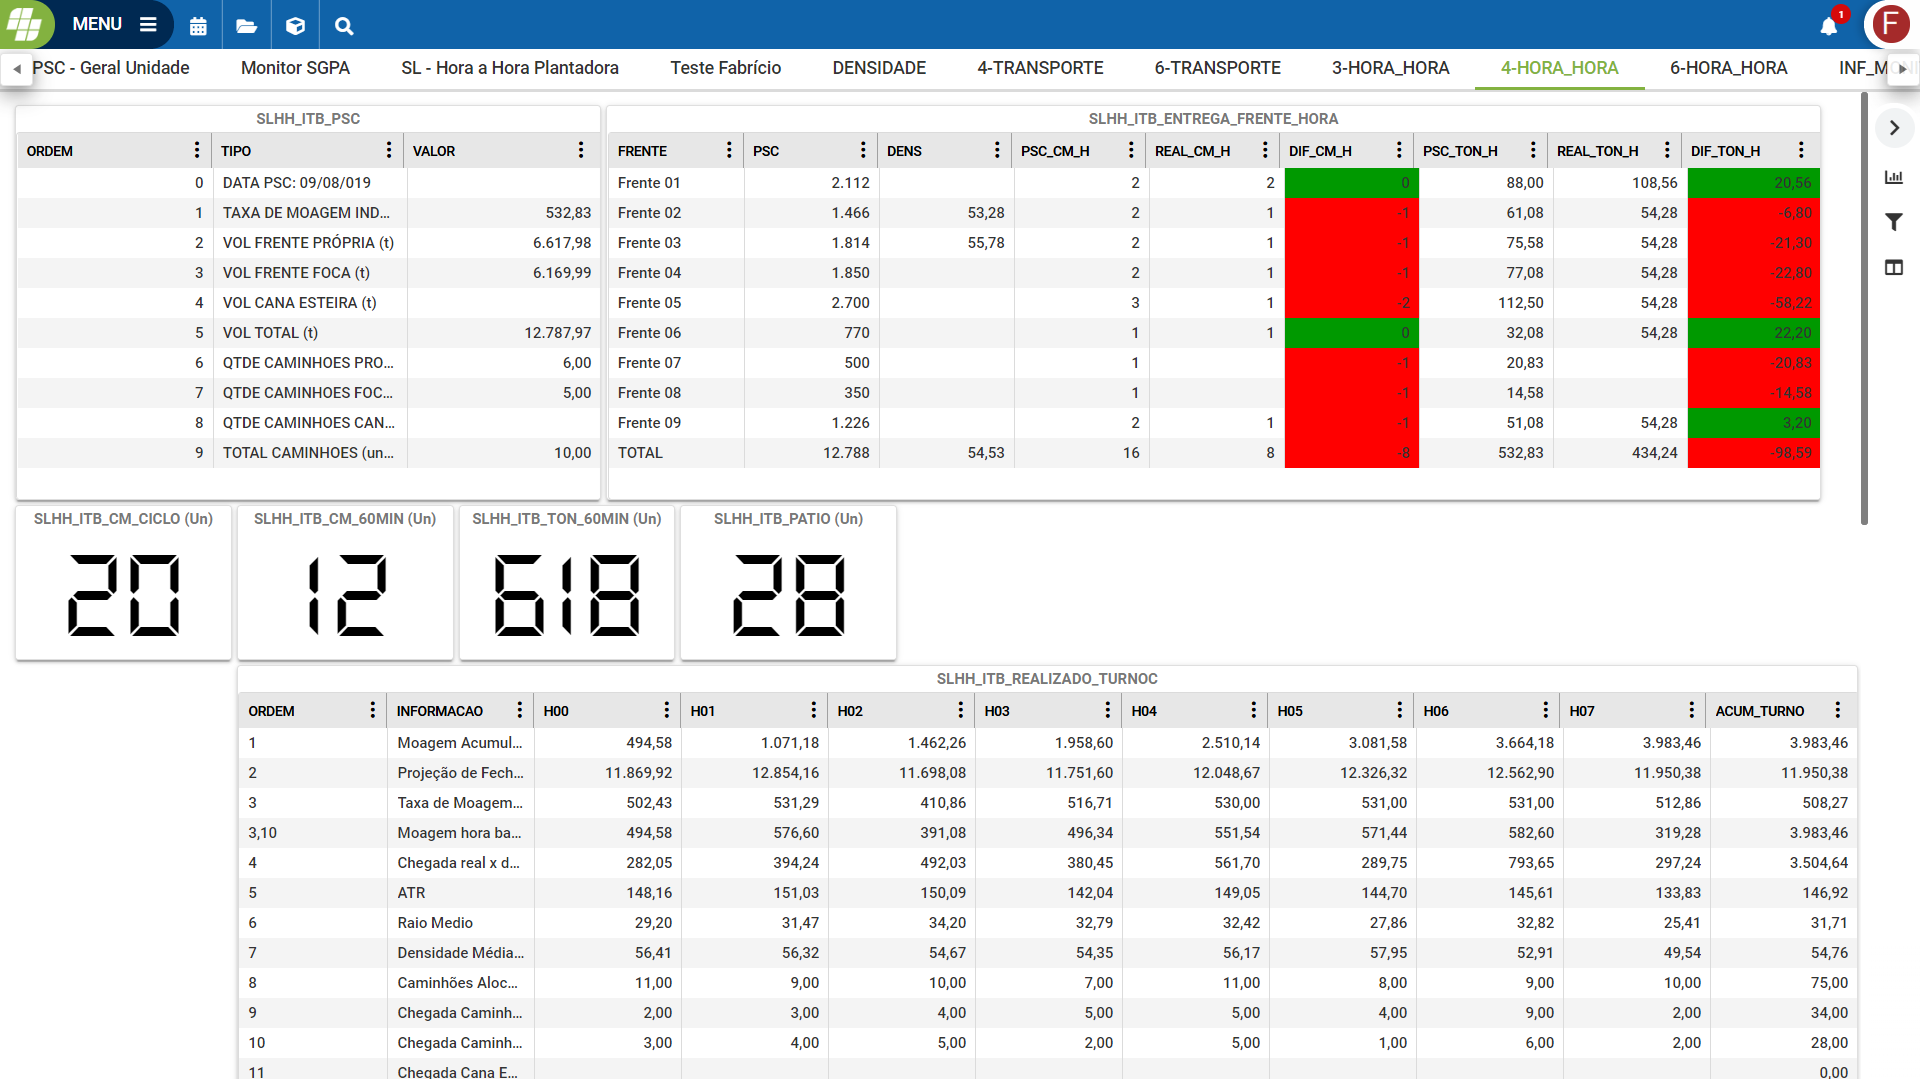 MENU
1
F
PSC - Geral Unidade Monitor SGPA SL - Hora a Hora Plantadora Teste Fabrício DENSIDADE 4-TRANSPORTE 6-TRANSPORTE 3-HORA_HORA 4-HORA_HORA 6-HORA_HORA INF_MONI
SLHH_ITB_PSC
ORDEM TIPO VALOR
0 DATA PSC: 09/08/019
1 TAXA DE MOAGEM IND... 532,83
2 VOL FRENTE PRÓPRIA (t) 6.617,98
3 VOL FRENTE FOCA (t) 6.169,99
4 VOL CANA ESTEIRA (t)
5 VOL TOTAL (t) 12.787,97
6 QTDE CAMINHOES PRO... 6,00
7 QTDE CAMINHOES FOC... 5,00
8 QTDE CAMINHOES CAN...
9 TOTAL CAMINHOES (un... 10,00
SLHH_ITB_ENTREGA_FRENTE_HORA
FRENTE PSC DENS PSC_CM_H REAL_CM_H DIF_CM_H PSC_TON_H REAL_TON_H DIF_TON_H
Frente 01 2.112 2 2 0 88,00 108,56 20,56
Frente 02 1.466 53,28 2 1 -1 61,08 54,28 -6,80
Frente 03 1.814 55,78 2 1 -1 75,58 54,28 -21,30
Frente 04 1.850 2 1 -1 77,08 54,28 -22,80
Frente 05 2.700 3 1 -2 112,50 54,28 -58,22
Frente 06 770 1 1 0 32,08 54,28 22,20
Frente 07 500 1 -1 20,83 -20,83
Frente 08 350 1 -1 14,58 -14,58
Frente 09 1.226 2 1 -1 51,08 54,28 3,20
TOTAL 12.788 54,53 16 8 -8 532,83 434,24 -98,59
SLHH_ITB_CM_CICLO (Un)
20
SLHH_ITB_CM_60MIN (Un)
12
SLHH_ITB_TON_60MIN (Un)
618
SLHH_ITB_PATIO (Un)
28
SLHH_ITB_REALIZADO_TURNOC
ORDEM INFORMACAO H00 H01 H02 H03 H04 H05 H06 H07 ACUM_TURNO
1 Moagem Acumul... 494,58 1.071,18 1.462,26 1.958,60 2.510,14 3.081,58 3.664,18 3.983,46 3.983,46
2 Projeção de Fech... 11.869,92 12.854,16 11.698,08 11.751,60 12.048,67 12.326,32 12.562,90 11.950,38 11.950,38
3 Taxa de Moagem... 502,43 531,29 410,86 516,71 530,00 531,00 531,00 512,86 508,27
3,10 Moagem hora ba... 494,58 576,60 391,08 496,34 551,54 571,44 582,60 319,28 3.983,46
4 Chegada real x d... 282,05 394,24 492,03 380,45 561,70 289,75 793,65 297,24 3.504,64
5 ATR 148,16 151,03 150,09 142,04 149,05 144,70 145,61 133,83 146,92
6 Raio Medio 29,20 31,47 34,20 32,79 32,42 27,86 32,82 25,41 31,71
7 Densidade Média... 56,41 56,32 54,67 54,35 56,17 57,95 52,91 49,54 54,76
8 Caminhões Aloc... 11,00 9,00 10,00 7,00 11,00 8,00 9,00 10,00 75,00
9 Chegada Caminh... 2,00 3,00 4,00 5,00 5,00 4,00 9,00 2,00 34,00
10 Chegada Caminh... 3,00 4,00 5,00 2,00 5,00 1,00 6,00 2,00 28,00
11 Chegada Cana E... 0,00